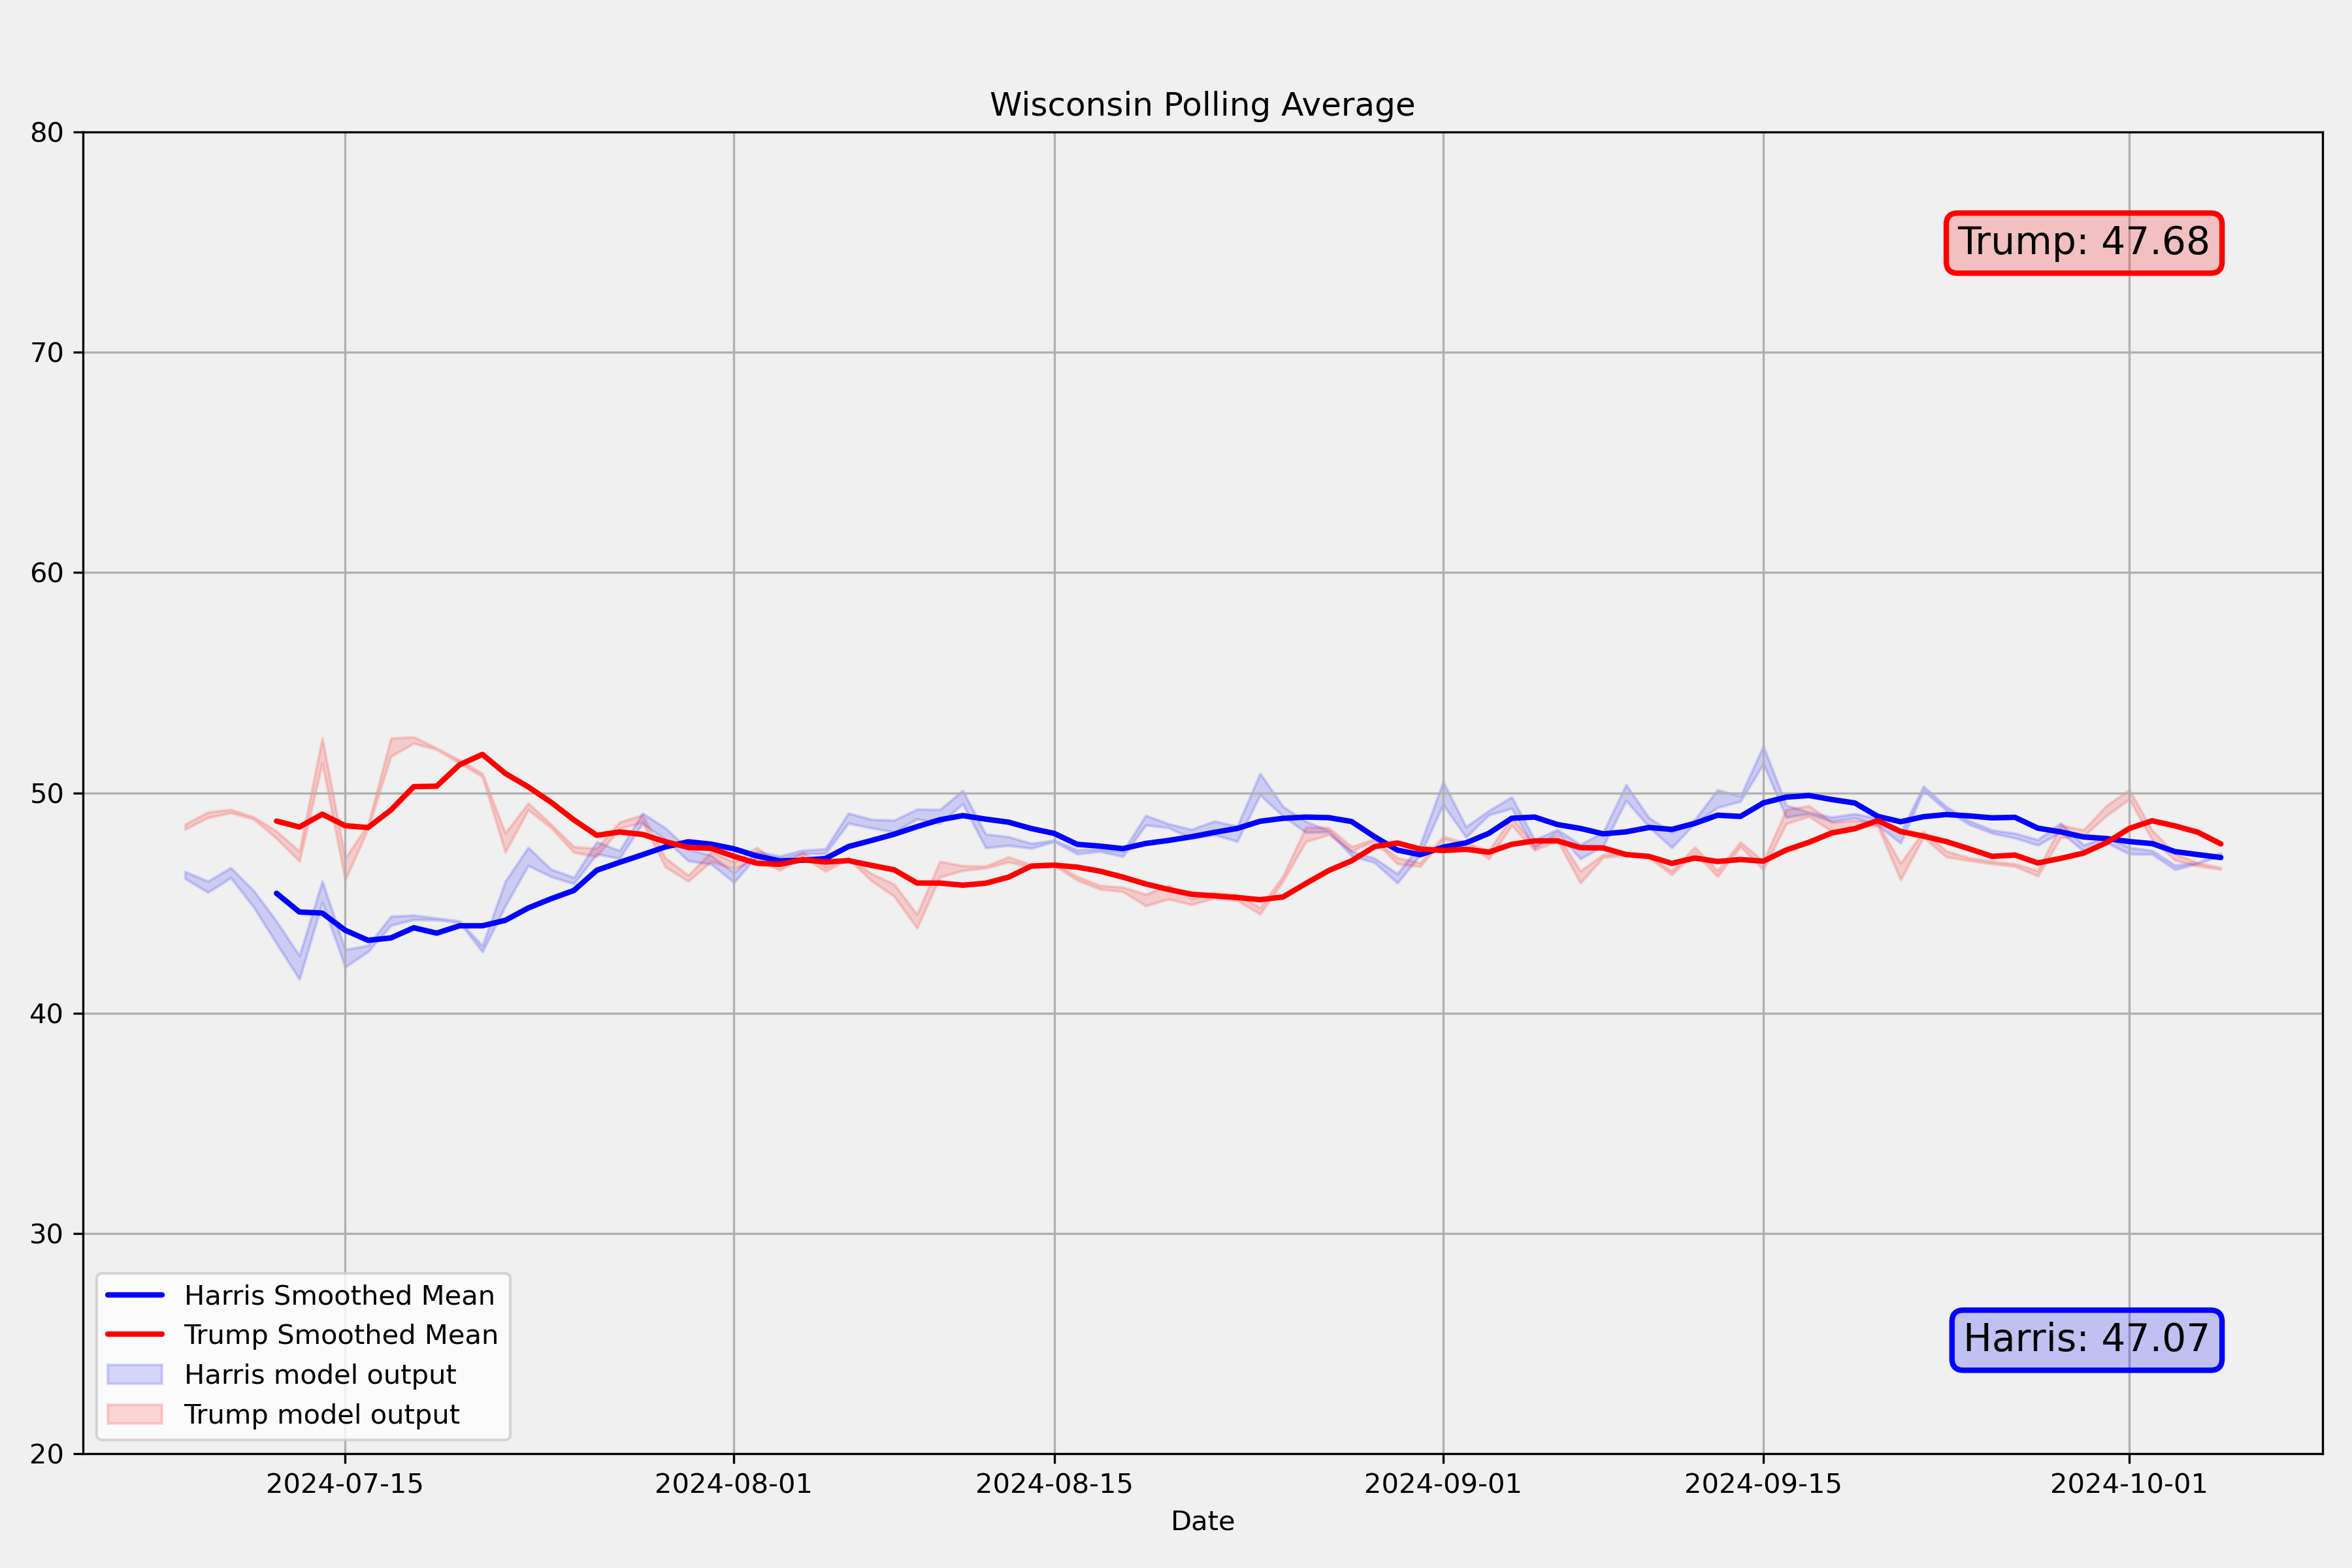 Wisconsin Polling Average
80
70
60
50
40
30
20
Trump: 47.68
Harris: 47.07
Harris Smoothed Mean
Trump Smoothed Mean
Harris model output
Trump model output
2024-07-15
2024-08-01
2024-08-15
2024-09-01
2024-09-15
2024-10-01
Date